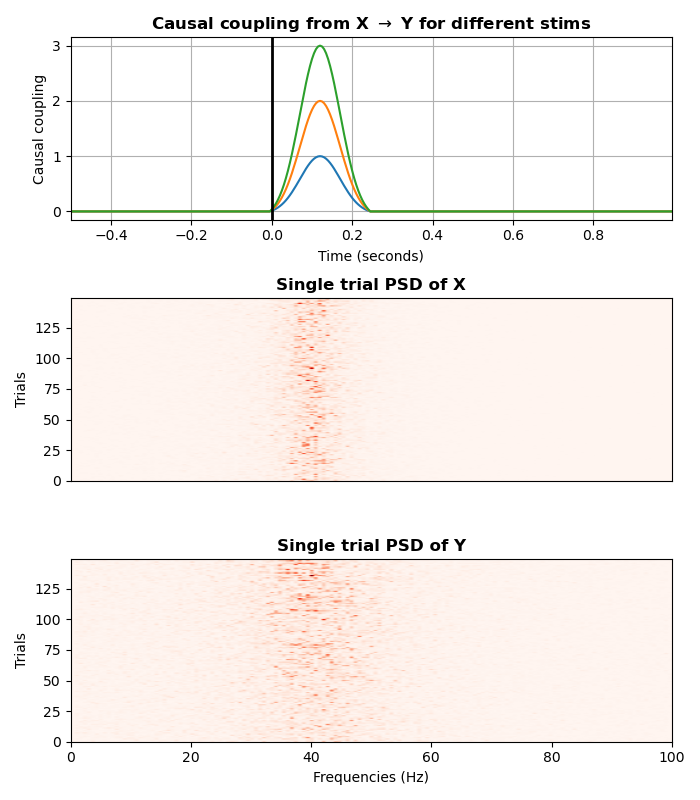 Causal coupling from X → Y for different stims
Causal coupling
3
2
1
0
−0.4 −0.2 0.0 0.2 0.4 0.6 0.8
Time (seconds)
Single trial PSD of X
Trials
125
100
75
50
25
0
Single trial PSD of Y
Trials
125
100
75
50
25
0
0 20 40 60 80 100
Frequencies (Hz)